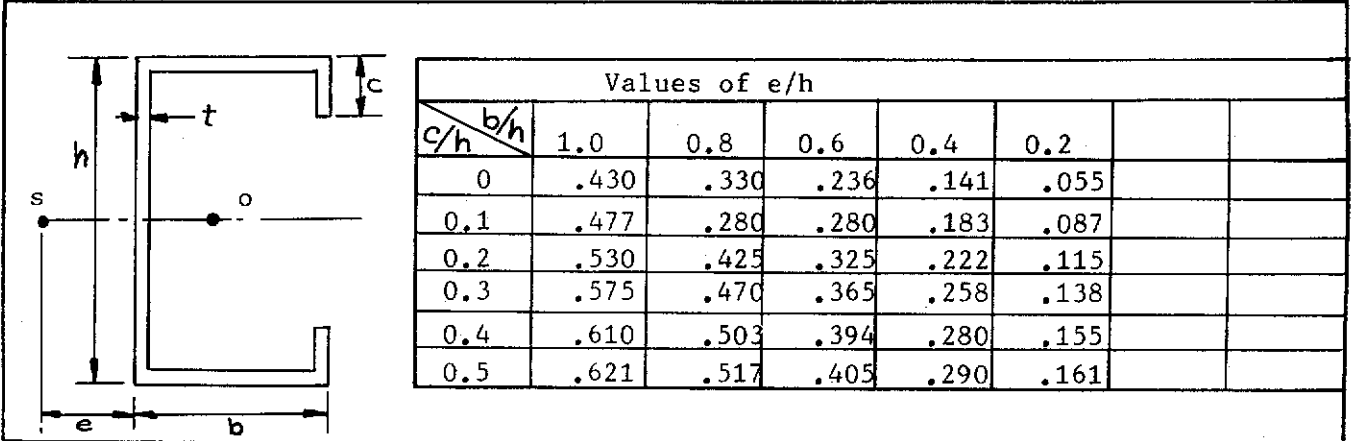 c
t
h
s
o
e
b
Values of e/h
c/h b/h 1.0 0.8 0.6 0.4 0.2
0 .430 .330 .236 .141 .055
0.1 .477 .280 .280 .183 .087
0.2 .530 .425 .325 .222 .115
0.3 .575 .470 .365 .258 .138
0.4 .610 .503 .394 .280 .155
0.5 .621 .517 .405 .290 .161